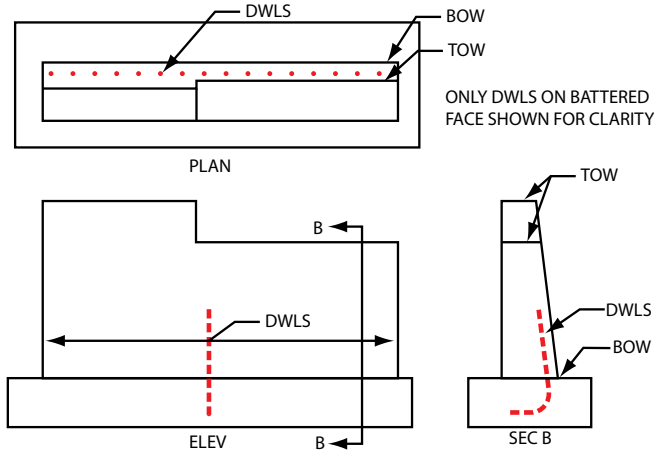 DWLS
BOW
TOW
ONLY DWLS ON BATTERED
FACE SHOWN FOR CLARITY
PLAN
TOW
B
DWLS
DWLS
BOW
B
ELEV
SEC B